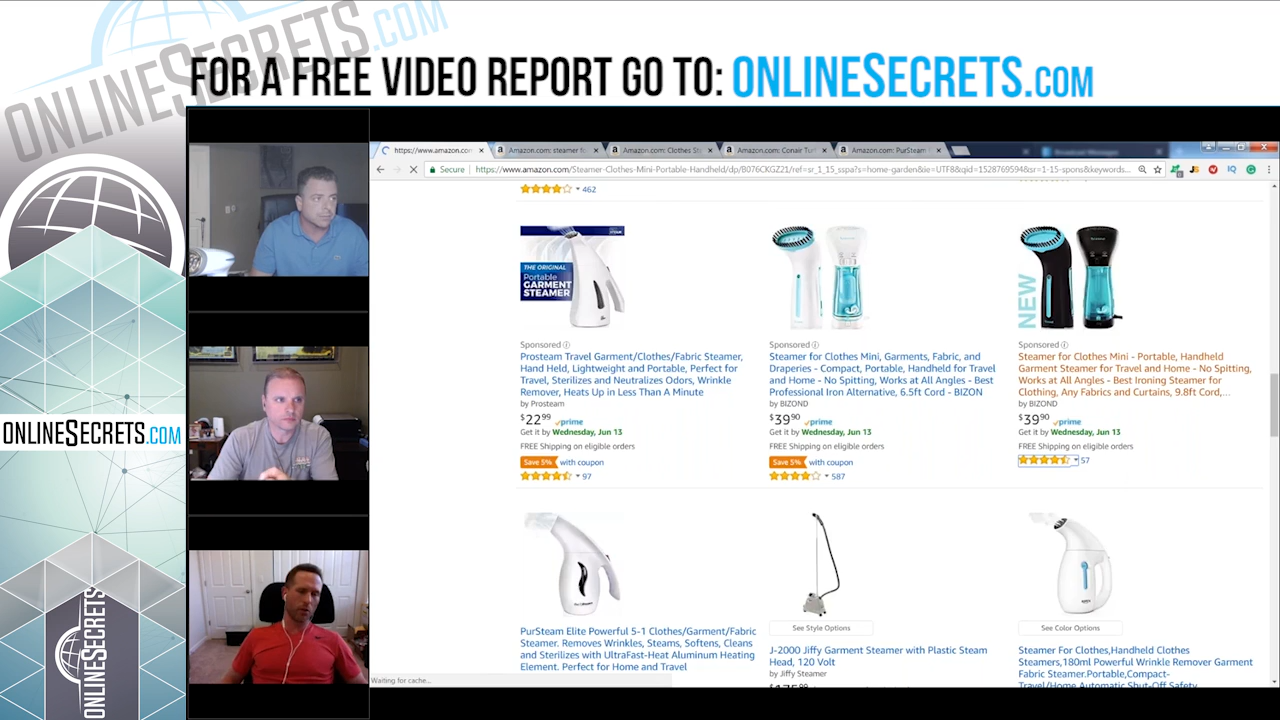 ONLINESECRETS.COM
FOR A FREE VIDEO REPORT GO TO: ONLINESECRETS.COM
https://www.amazon.com
Amazon.com: steamer fo
Amazon.com: Clothes Ste
Amazon.com: Conair Tur
Amazon.com: PurSteam
Secure
https://www.amazon.com/Steamer-Clothes-Mini-Portable-Handheld/dp/B076CKGZ21/ref=sr_1_15_sspa?s=home-garden&ie=UTF8&qid=1528769594&sr=1-15-spons&keywords...
462
THE ORIGINAL
Portable
GARMENT
STEAMER
NEW
Sponsored
Prosteam Travel Garment/Clothes/Fabric Steamer,
Hand Held, Lightweight and Portable, Perfect for
Travel, Sterilizes and Neutralizes Odors, Wrinkle
Remover, Heats Up in Less Than A Minute
by Prosteam
$22.99 prime
Get it by Wednesday, Jun 13
FREE Shipping on eligible orders
Save 5% with coupon
97
Sponsored
Steamer for Clothes Mini, Garments, Fabric, and
Draperies - Compact, Portable, Handheld for Travel
and Home - No Spitting, Works at All Angles - Best
Professional Iron Alternative, 6.5ft Cord - BIZON
by BIZOND
$39.90 prime
Get it by Wednesday, Jun 13
FREE Shipping on eligible orders
Save 5% with coupon
587
Sponsored
Steamer for Clothes Mini - Portable, Handheld
Garment Steamer for Travel and Home - No Spitting,
Works at All Angles - Best Ironing Steamer for
Clothing, Any Fabrics and Curtains, 9.8ft Cord,...
by BIZOND
$39.90 prime
Get it by Wednesday, Jun 13
FREE Shipping on eligible orders
57
PurSteam Elite Powerful 5-1 Clothes/Garment/Fabric
Steamer. Removes Wrinkles, Steams, Softens, Cleans
and Sterilizes with UltraFast-Heat Aluminum Heating
Element. Perfect for Home and Travel
See Style Options
J-2000 Jiffy Garment Steamer with Plastic Steam
Head, 120 Volt
by Jiffy Steamer
See Color Options
Steamer For Clothes,Handheld Clothes
Steamers,180ml Powerful Wrinkle Remover Garment
Steamer.Portable,Compact-
Travel/Home.Automatic Shut-Off Safety
Waiting for cache...
ONLINESECRETS.COM
ONLINESECRETS